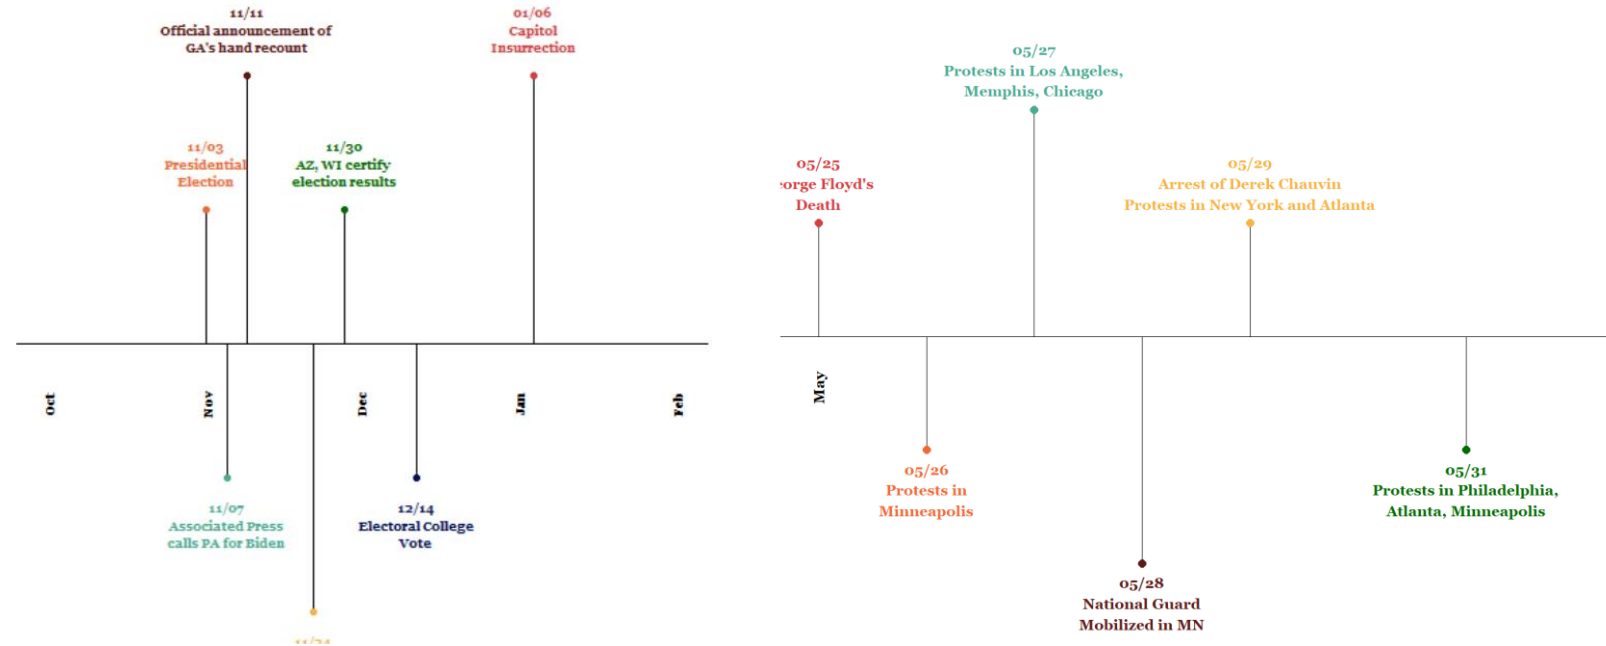 11/11
Official announcement of
GA's hand recount
01/06
Capitol
Insurrection
11/03
Presidential
Election
11/30
AZ, WI certify
election results
Oct
Nov
Dec
Jan
Feb
11/07
Associated Press
calls PA for Biden
12/14
Electoral College
Vote
11/24
05/27
Protests in Los Angeles,
Memphis, Chicago
05/25
eorge Floyd's
Death
05/29
Arrest of Derek Chauvin
Protests in New York and Atlanta
May
05/26
Protests in
Minneapolis
05/31
Protests in Philadelphia,
Atlanta, Minneapolis
05/28
National Guard
Mobilized in MN